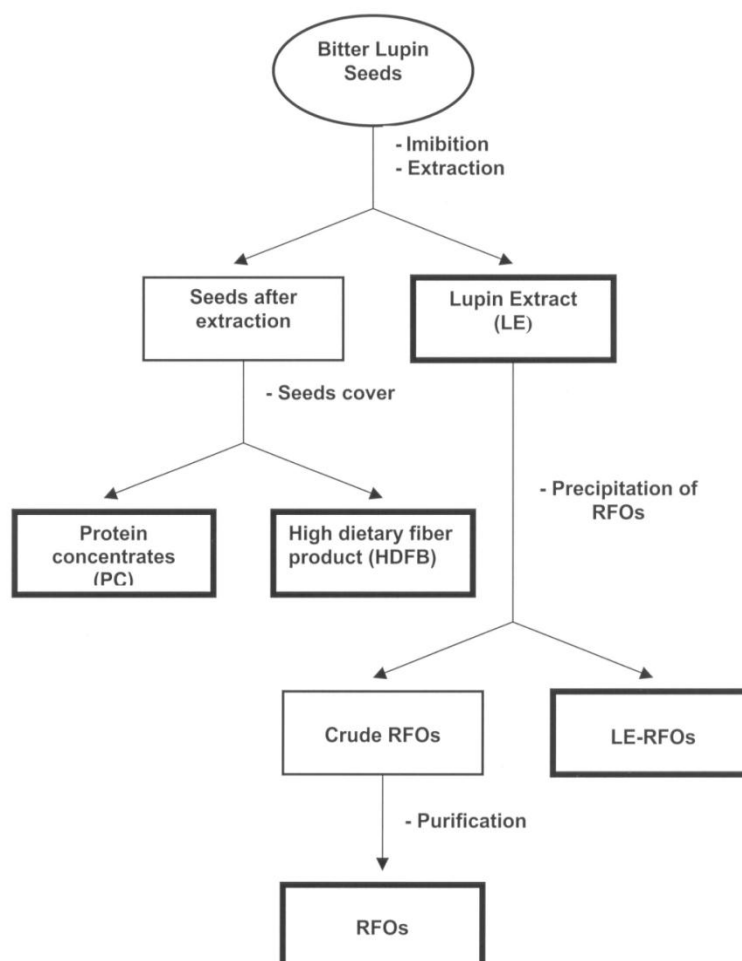 Bitter Lupin
Seeds
- Imibition
- Extraction
Seeds after
extraction
Lupin Extract
(LE)
- Seeds cover
Protein
concentrates
(PC)
High dietary fiber
product (HDFB)
- Precipitation of
RFOs
Crude RFOs
LE-RFOs
- Purification
RFOs